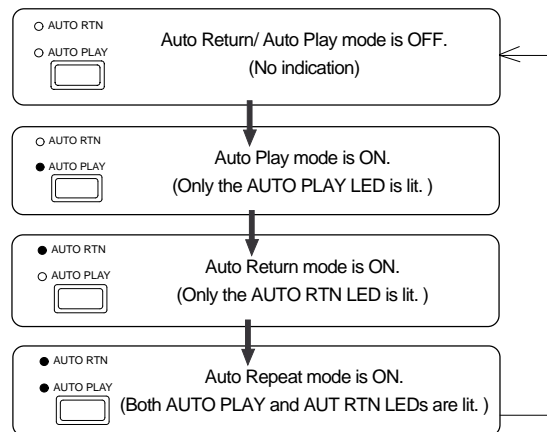 AUTO RTN
AUTO PLAY
Auto Return/ Auto Play mode is OFF.
(No indication)
AUTO RTN
AUTO PLAY
Auto Play mode is ON.
(Only the AUTO PLAY LED is lit. )
AUTO RTN
AUTO PLAY
Auto Return mode is ON.
(Only the AUTO RTN LED is lit. )
AUTO RTN
AUTO PLAY
Auto Repeat mode is ON.
(Both AUTO PLAY and AUT RTN LEDs are lit. )